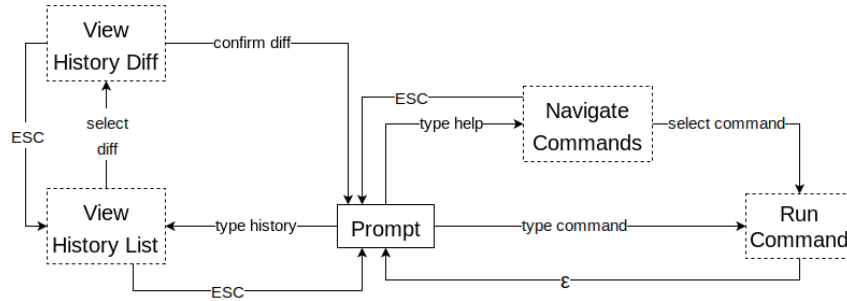 View
History Diff
confirm diff
ESC
select
diff
ESC
type help
Navigate
Commands
select command
View
History List
type history
Prompt
type command
Run
Command
ESC
ε